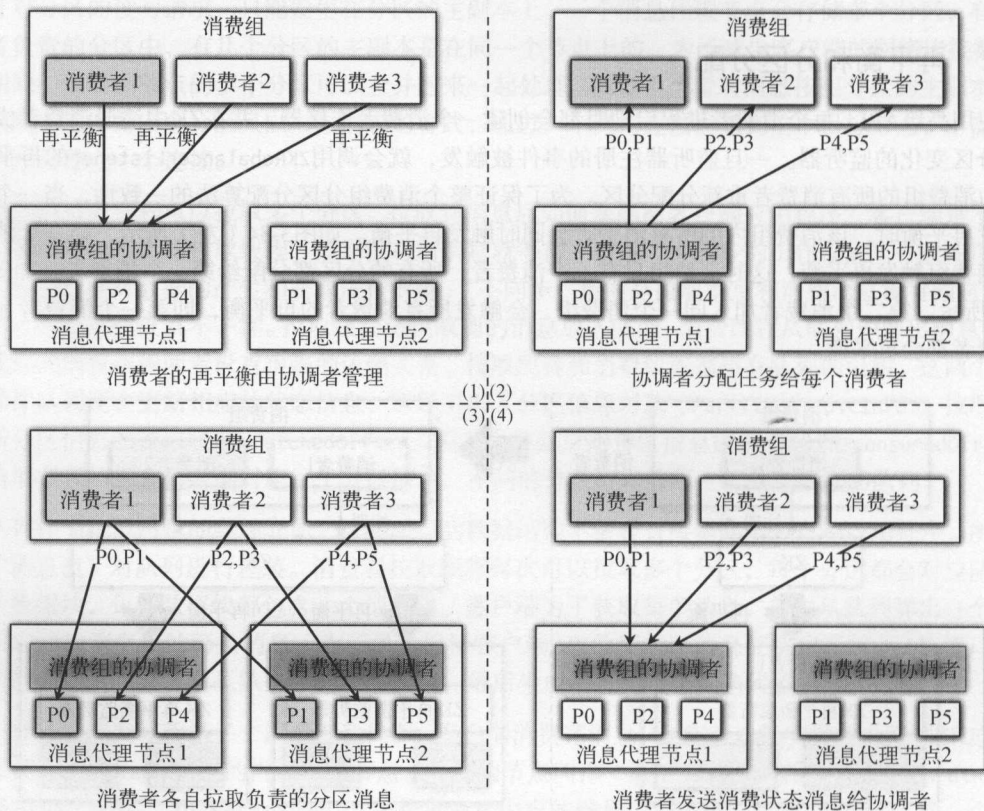 消费组
消费者1 消费者2 消费者3
再平衡 再平衡 再平衡
消费组的协调者 消费组的协调者
P0 P2 P4 P1 P3 P5
消息代理节点1 消息代理节点2
消费者的再平衡由协调者管理
(1)
消费组
消费者1 消费者2 消费者3
P0,P1 P2,P3 P4,P5
消费组的协调者 消费组的协调者
P0 P2 P4 P1 P3 P5
消息代理节点1 消息代理节点2
协调者分配任务给每个消费者
(2)
(3)
消费组
消费者1 消费者2 消费者3
P0,P1 P2,P3 P4,P5
消费组的协调者 消费组的协调者
P0 P2 P4 P1 P3 P5
消息代理节点1 消息代理节点2
消费者各自拉取负责的分区消息
(4)
消费组
消费者1 消费者2 消费者3
P0,P1 P2,P3 P4,P5
消费组的协调者 消费组的协调者
P0 P2 P4 P1 P3 P5
消息代理节点1 消息代理节点2
消费者发送消费状态消息给协调者